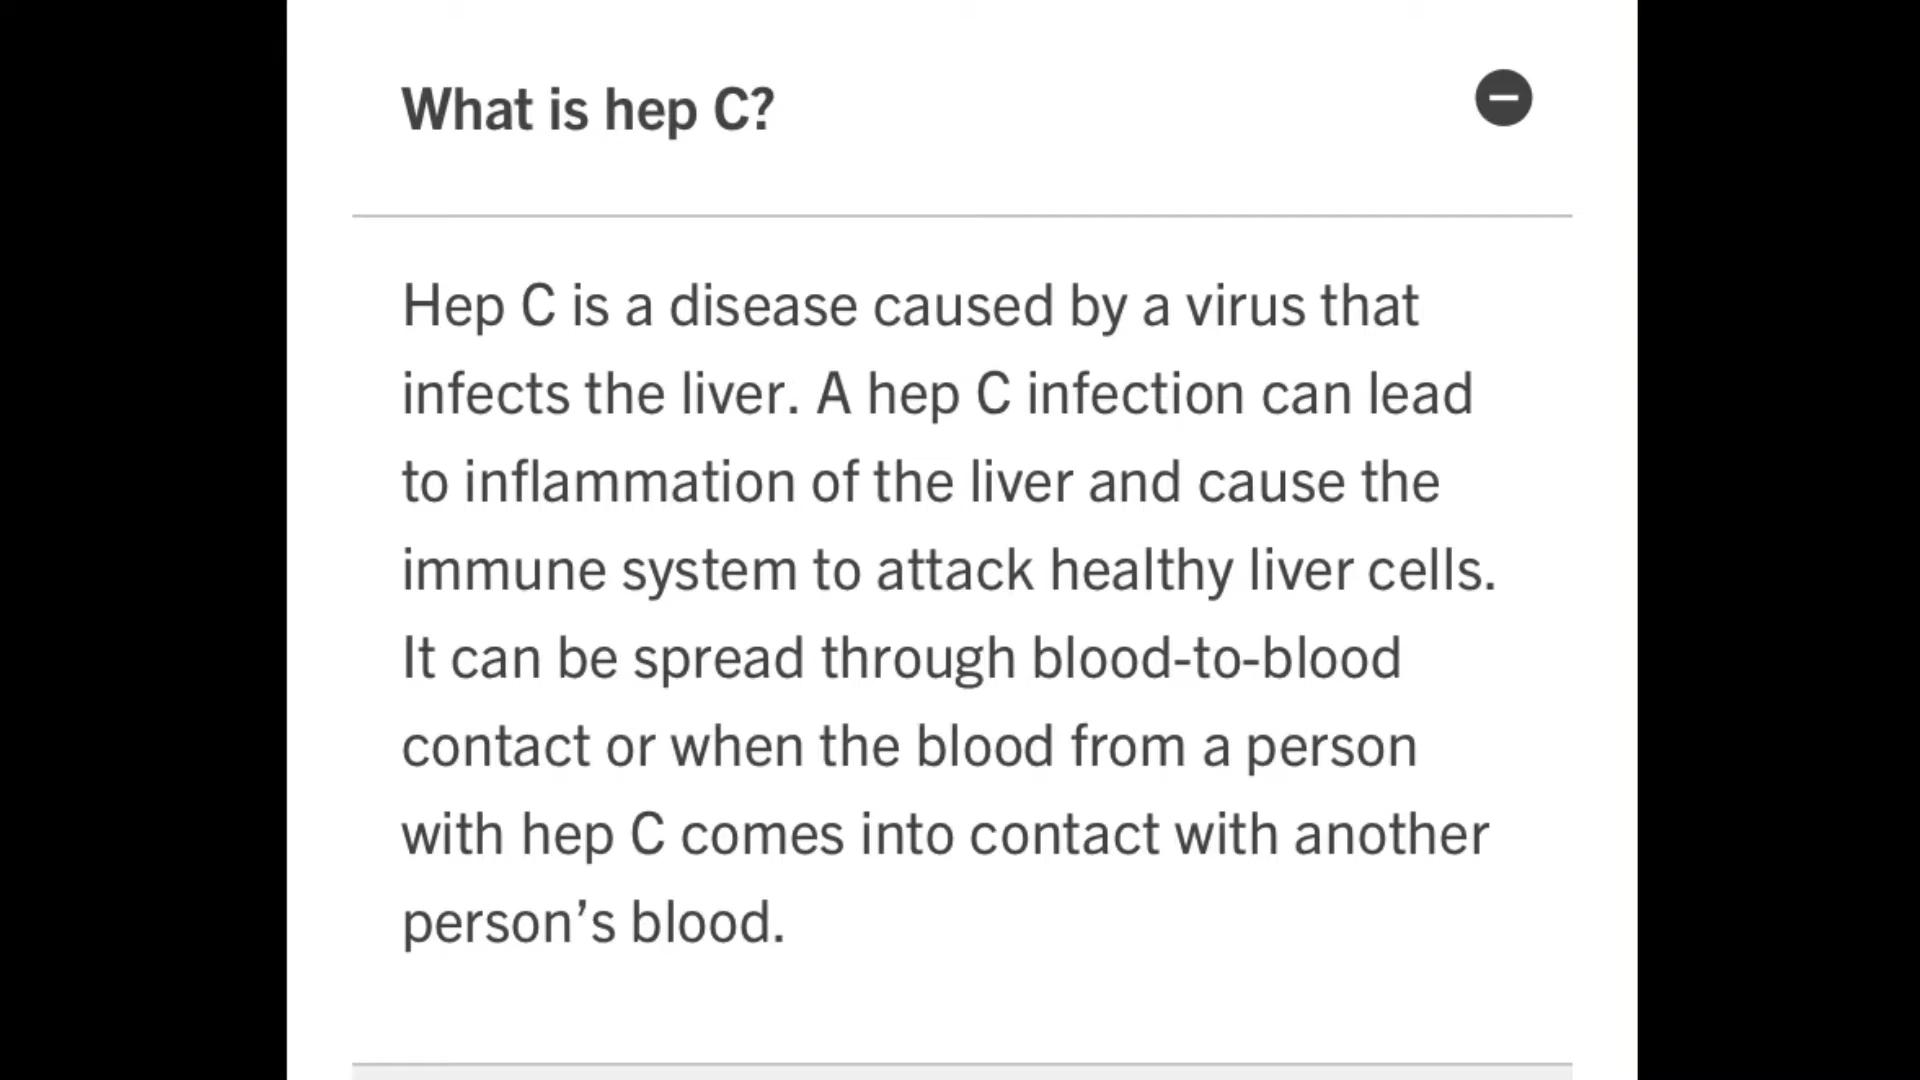 What is hep C?
Hep C is a disease caused by a virus that
infects the liver. A hep C infection can lead
to inflammation of the liver and cause the
immune system to attack healthy liver cells.
It can be spread through blood-to-blood
contact or when the blood from a person
with hep C comes into contact with another
person’s blood.